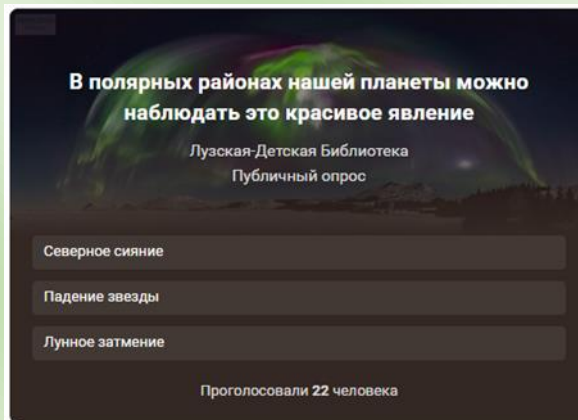 В полярных районах нашей планеты можно
наблюдать это красивое явление
Лузская-Детская Библиотека
Публичный опрос
Северное сияние
Падение звезды
Лунное затмение
Проголосовали 22 человека